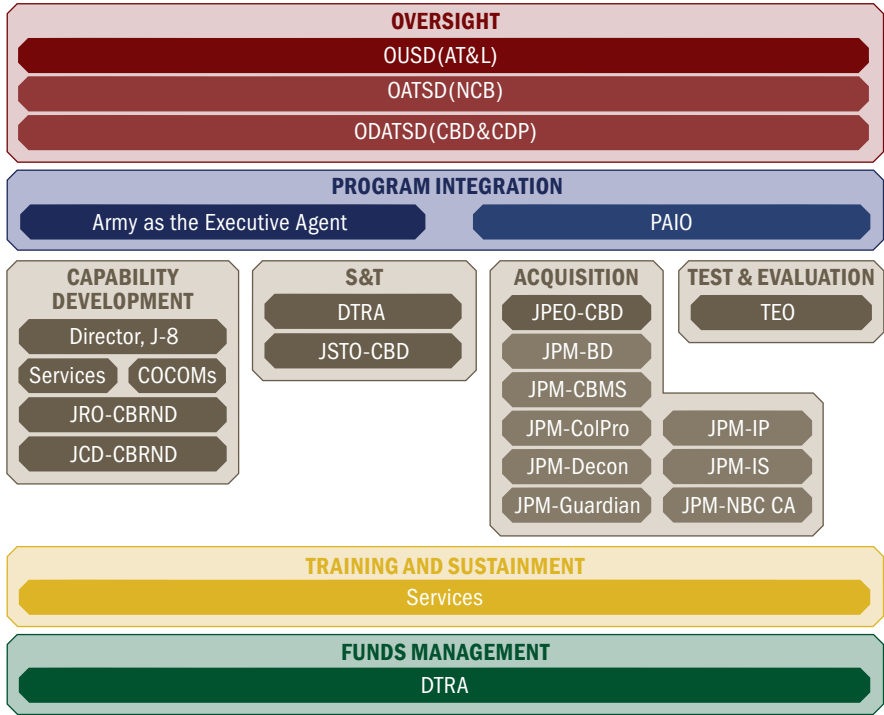 OVERSIGHT
OUSD(AT&L)
OATSD(NCB)
ODATSD(CBD&CDP)
PROGRAM INTEGRATION
Army as the Executive Agent
PAIO
CAPABILITY
DEVELOPMENT
Director, J-8
Services
COCOMs
JRO-CBRND
JCD-CBRND
S&T
DTRA
JSTO-CBD
ACQUISITION
JPEO-CBD
JPM-BD
JPM-CBMS
JPM-ColPro
JPM-Decon
JPM-Guardian
JPM-IP
JPM-IS
JPM-NBC CA
TEST & EVALUATION
TEO
TRAINING AND SUSTAINMENT
Services
FUNDS MANAGEMENT
DTRA